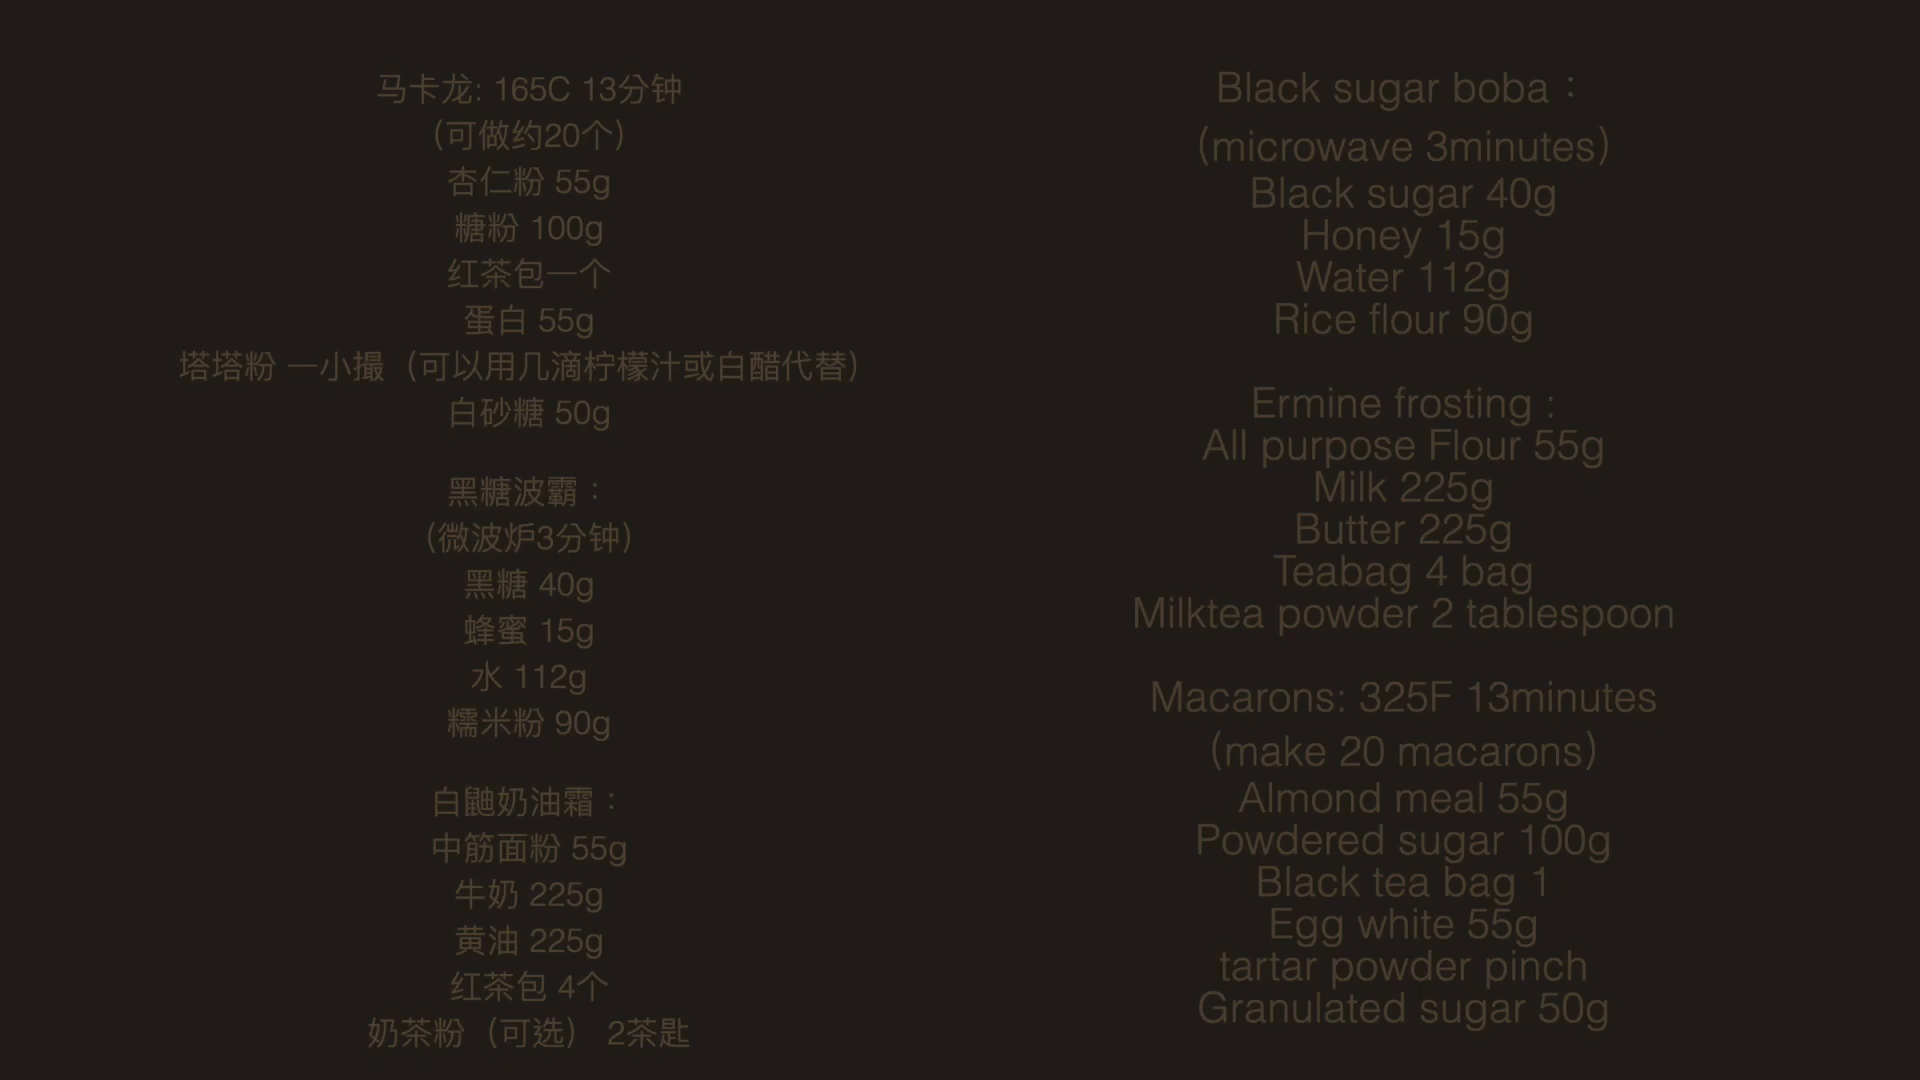 马卡龙: 165C 13分钟
（可做约20个）
杏仁粉 55g
糖粉 100g
红茶包一个
蛋白 55g
塔塔粉 一小撮（可以用几滴柠檬汁或白醋代替）
白砂糖 50g
黑糖波霸：
（微波炉3分钟）
黑糖 40g
蜂蜜 15g
水 112g
糯米粉 90g
白鼬奶油霜：
中筋面粉 55g
牛奶 225g
黄油 225g
红茶包 4个
奶茶粉（可选） 2茶匙
Black sugar boba：
（microwave 3minutes）
Black sugar 40g
Honey 15g
Water 112g
Rice flour 90g
Ermine frosting :
All purpose Flour 55g
Milk 225g
Butter 225g
Teabag 4 bag
Milktea powder 2 tablespoon
Macarons: 325F 13minutes
（make 20 macarons）
Almond meal 55g
Powdered sugar 100g
Black tea bag 1
Egg white 55g
tartar powder pinch
Granulated sugar 50g